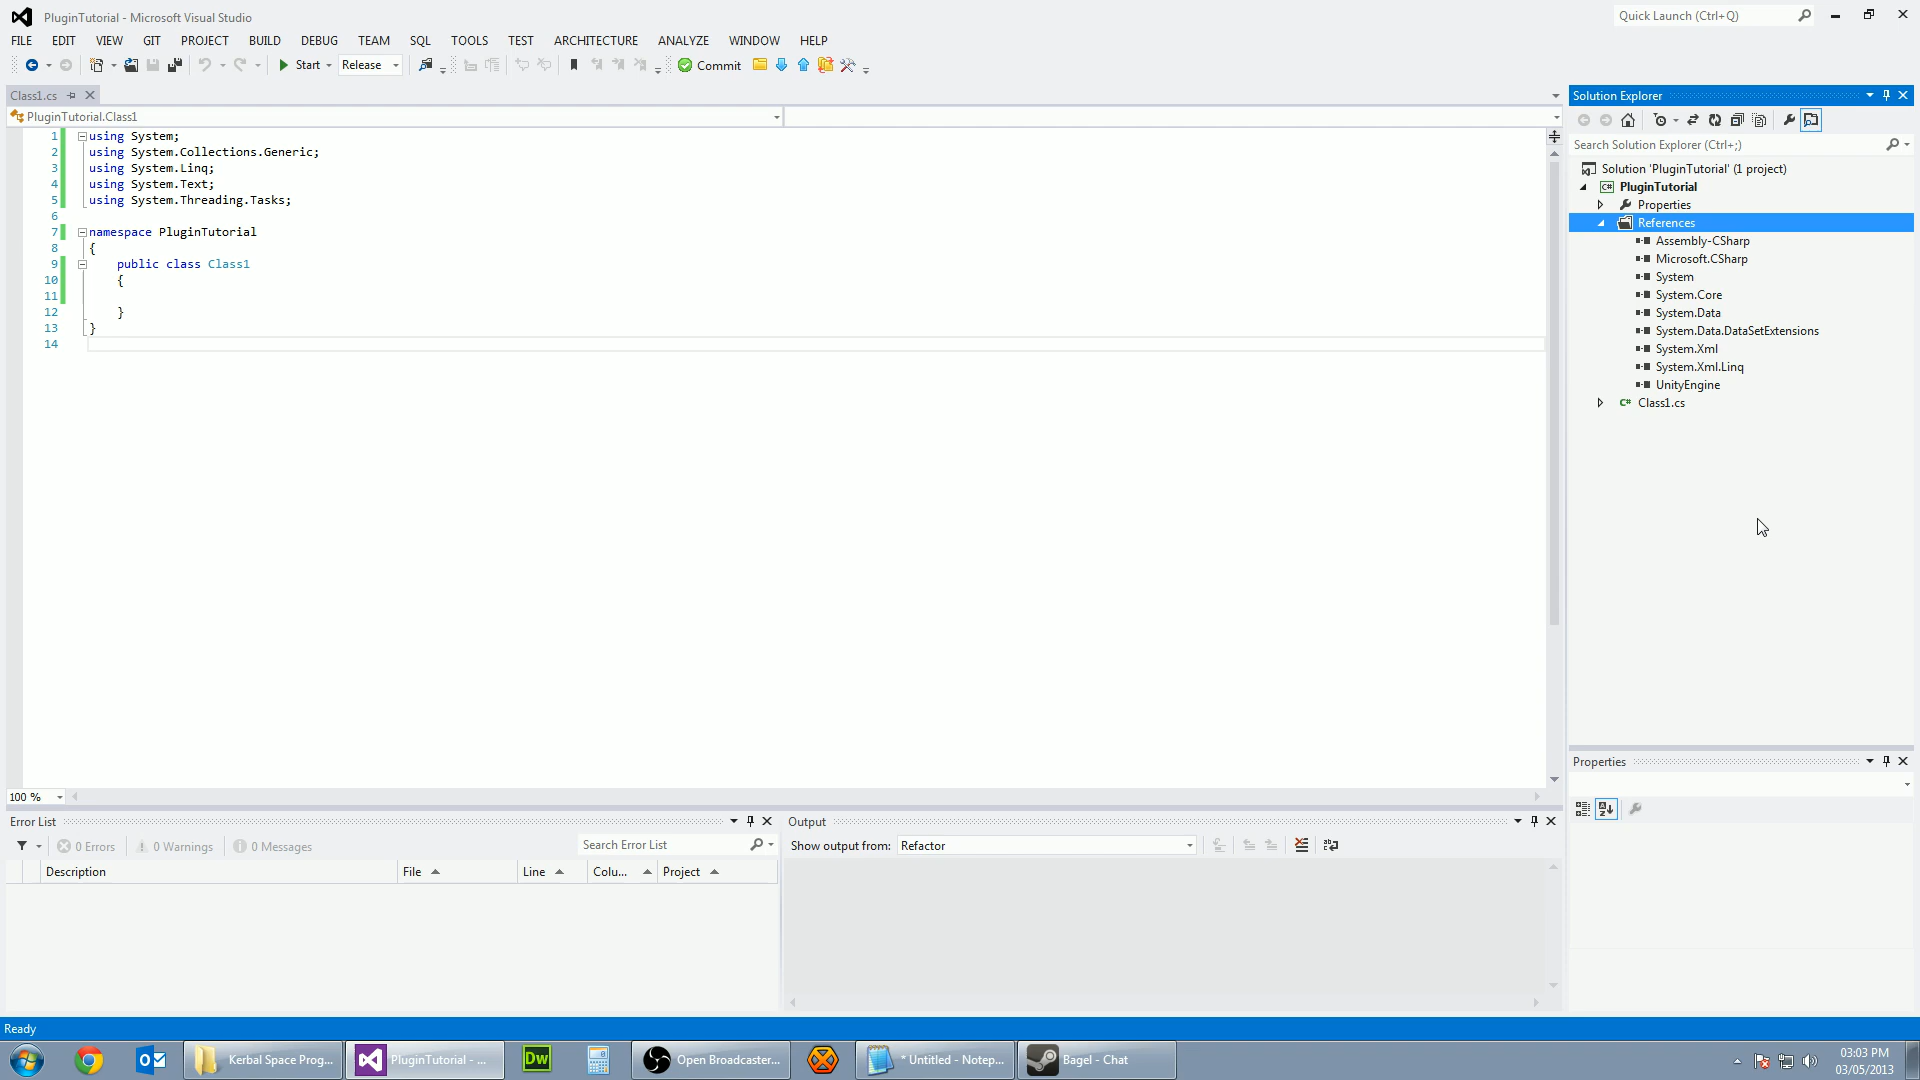 PluginTutorial - Microsoft Visual Studio
Quick Launch (Ctrl+Q)
FILE EDIT VIEW GIT PROJECT BUILD DEBUG TEAM SQL TOOLS TEST ARCHITECTURE ANALYZE WINDOW HELP
Start Release Commit
Class1.cs
PluginTutorial.Class1
1 using System;
2 using System.Collections.Generic;
3 using System.Linq;
4 using System.Text;
5 using System.Threading.Tasks;
6
7 namespace PluginTutorial
8 {
9 public class Class1
10 {
11
12 }
13 }
14
100 %
Solution Explorer
Search Solution Explorer (Ctrl+;)
Solution 'PluginTutorial' (1 project)
C# PluginTutorial
Properties
References
Assembly-CSharp
Microsoft.CSharp
System
System.Core
System.Data
System.Data.DataSetExtensions
System.Xml
System.Xml.Linq
UnityEngine
C# Class1.cs
Properties
Error List
0 Errors 0 Warnings 0 Messages Search Error List
Description File Line Colu... Project
Output
Show output from: Refactor
Ready
Kerbal Space Prog... PluginTutorial - ... Dw Open Broadcaster... * Untitled - Notep... Bagel - Chat
03:03 PM
03/05/2013